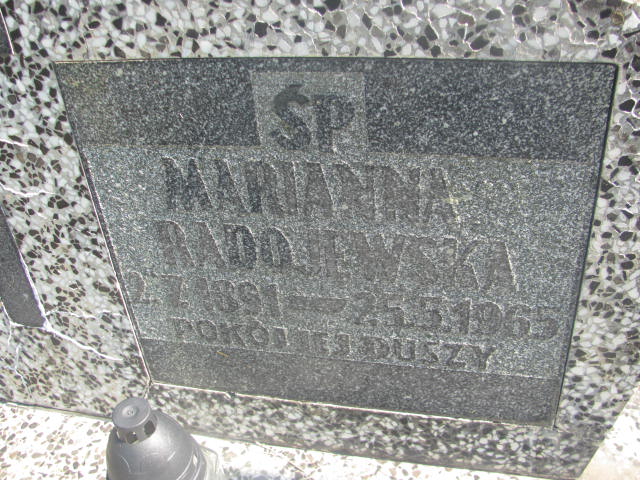 ŚP
MARIANNA
RADOJEWSKA
2.7.1891 — 25.5.1965
POKÓJ JEJ DUSZY